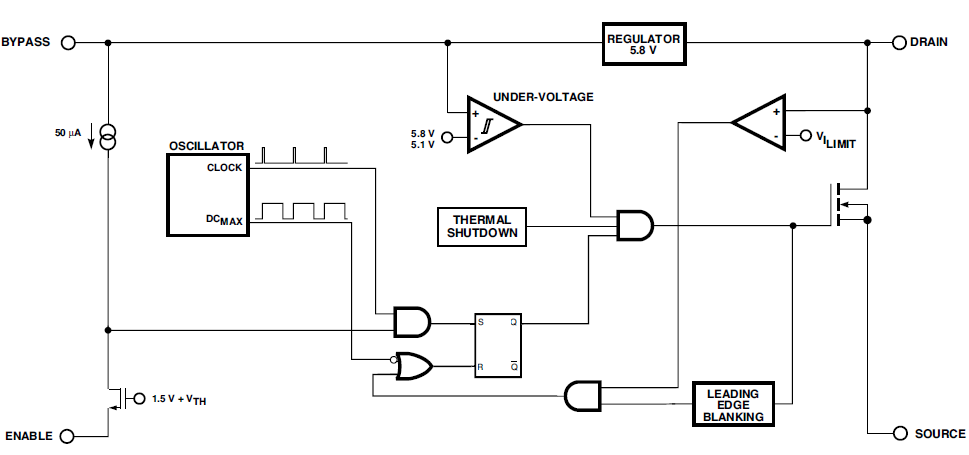 BYPASS
REGULATOR
5.8 V
DRAIN
UNDER-VOLTAGE
+
-
5.8 V
5.1 V
+
-
VILIMIT
50 µA
OSCILLATOR
CLOCK
DCMAX
THERMAL
SHUTDOWN
S
Q
R
Q̅
1.5 V + VTH
LEADING
EDGE
BLANKING
ENABLE
SOURCE